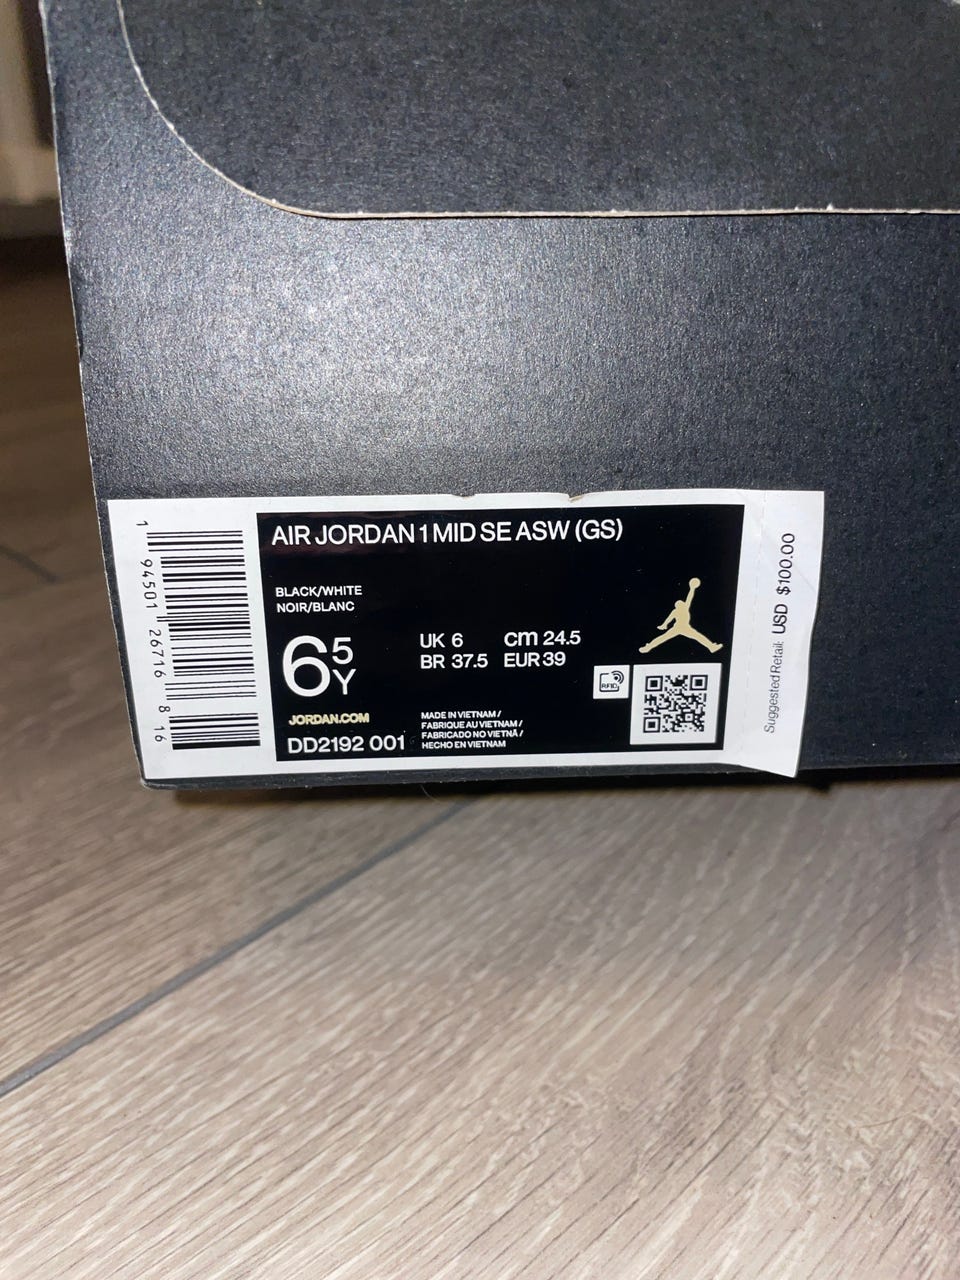 AIR JORDAN 1 MID SE ASW (GS)
BLACK/WHITE
NOIR/BLANC
6.5Y
UK 6 cm 24.5
BR 37.5 EUR 39
JORDAN.COM
DD2192 001
MADE IN VIETNAM /
FABRIQUE AU VIETNAM /
FABRICADO NO VIETNÃ /
HECHO EN VIETNAM
RFID
1 94501 26716 8 16
Suggested Retail: USD $100.00